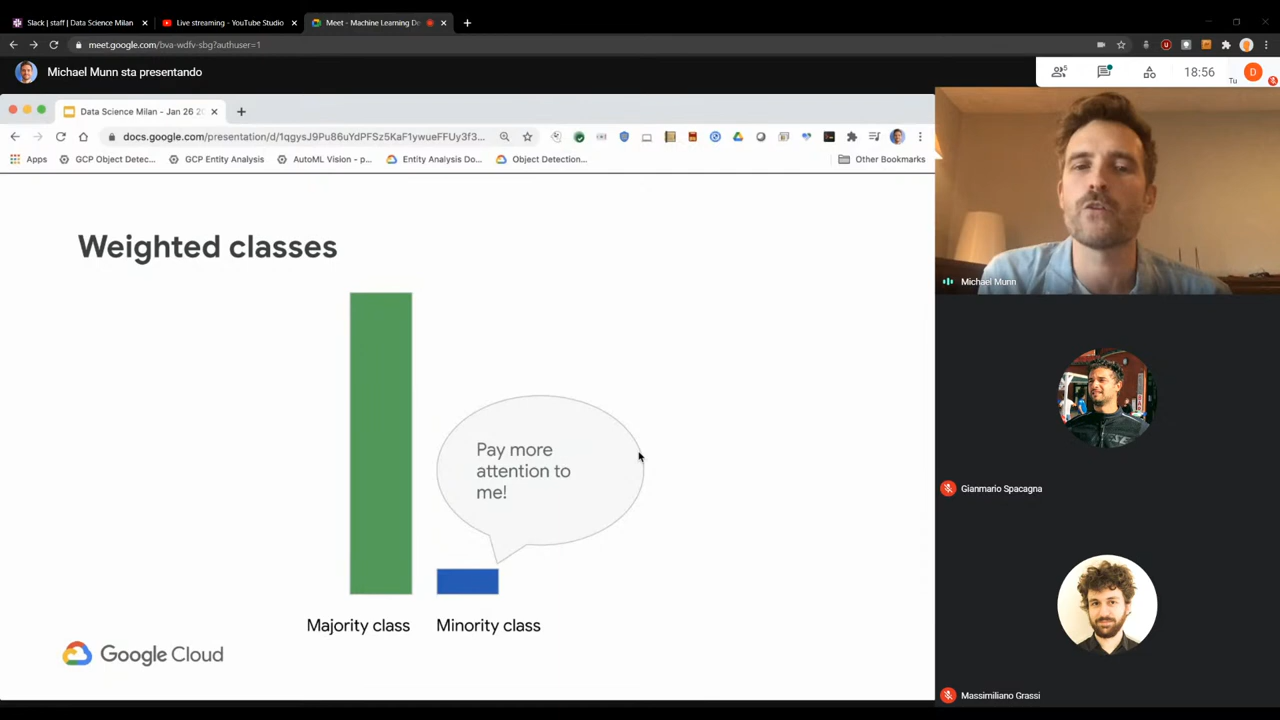 Slack | staff | Data Science Milan
Live streaming - YouTube Studio
Meet - Machine Learning De
meet.google.com/bva-wdfv-sbg?authuser=1
Michael Munn sta presentando
5
18:56
D
Tu
Data Science Milan - Jan 26 20
docs.google.com/presentation/d/1qgysJ9Pu86uYdPFSz5KaF1ywueFFUy3f3...
Apps
GCP Object Detec...
GCP Entity Analysis
AutoML Vision - p...
Entity Analysis Do...
Object Detection...
Other Bookmarks
Weighted classes
Pay more
attention to
me!
Majority class
Minority class
Google Cloud
Michael Munn
Gianmario Spacagna
Massimiliano Grassi